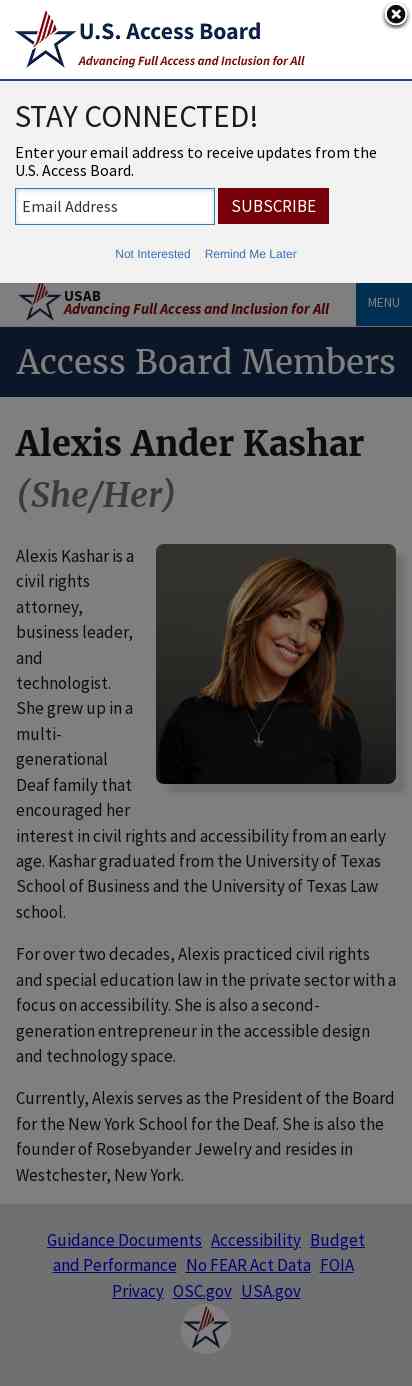 U.S. Access Board
Advancing Full Access and Inclusion for All
STAY CONNECTED!
Enter your email address to receive updates from the
U.S. Access Board.
Email Address
SUBSCRIBE
Not Interested Remind Me Later
USAB
Advancing Full Access and Inclusion for All
MENU
Access Board Members
Alexis Ander Kashar
(She/Her)
Alexis Kashar is a
civil rights
attorney,
business leader,
and
technologist.
She grew up in a
multi-
generational
Deaf family that
encouraged her
interest in civil rights and accessibility from an early
age. Kashar graduated from the University of Texas
School of Business and the University of Texas Law
school.
For over two decades, Alexis practiced civil rights
and special education law in the private sector with a
focus on accessibility. She is also a second-
generation entrepreneur in the accessible design
and technology space.
Currently, Alexis serves as the President of the Board
for the New York School for the Deaf. She is also the
founder of Rosebyander Jewelry and resides in
Westchester, New York.
Guidance Documents Accessibility Budget
and Performance No FEAR Act Data FOIA
Privacy OSC.gov USA.gov